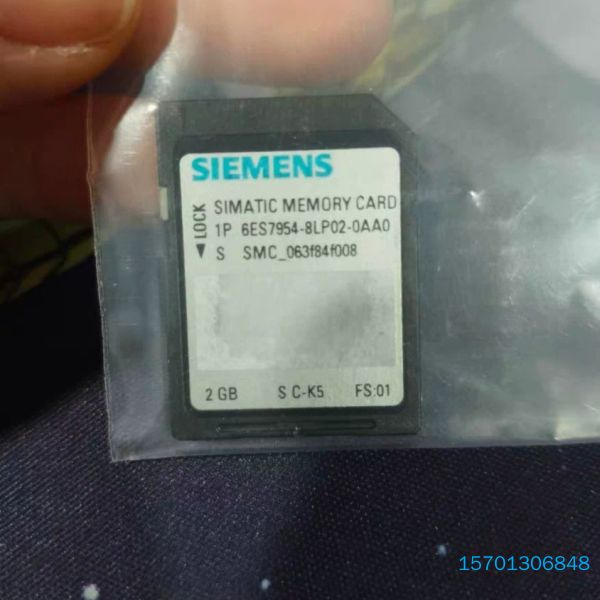 SIEMENS
LOCK
SIMATIC MEMORY CARD
1P 6ES7954-8LP02-0AA0
S SMC_063f84f008
2 GB S C-K5 FS:01
15701306848